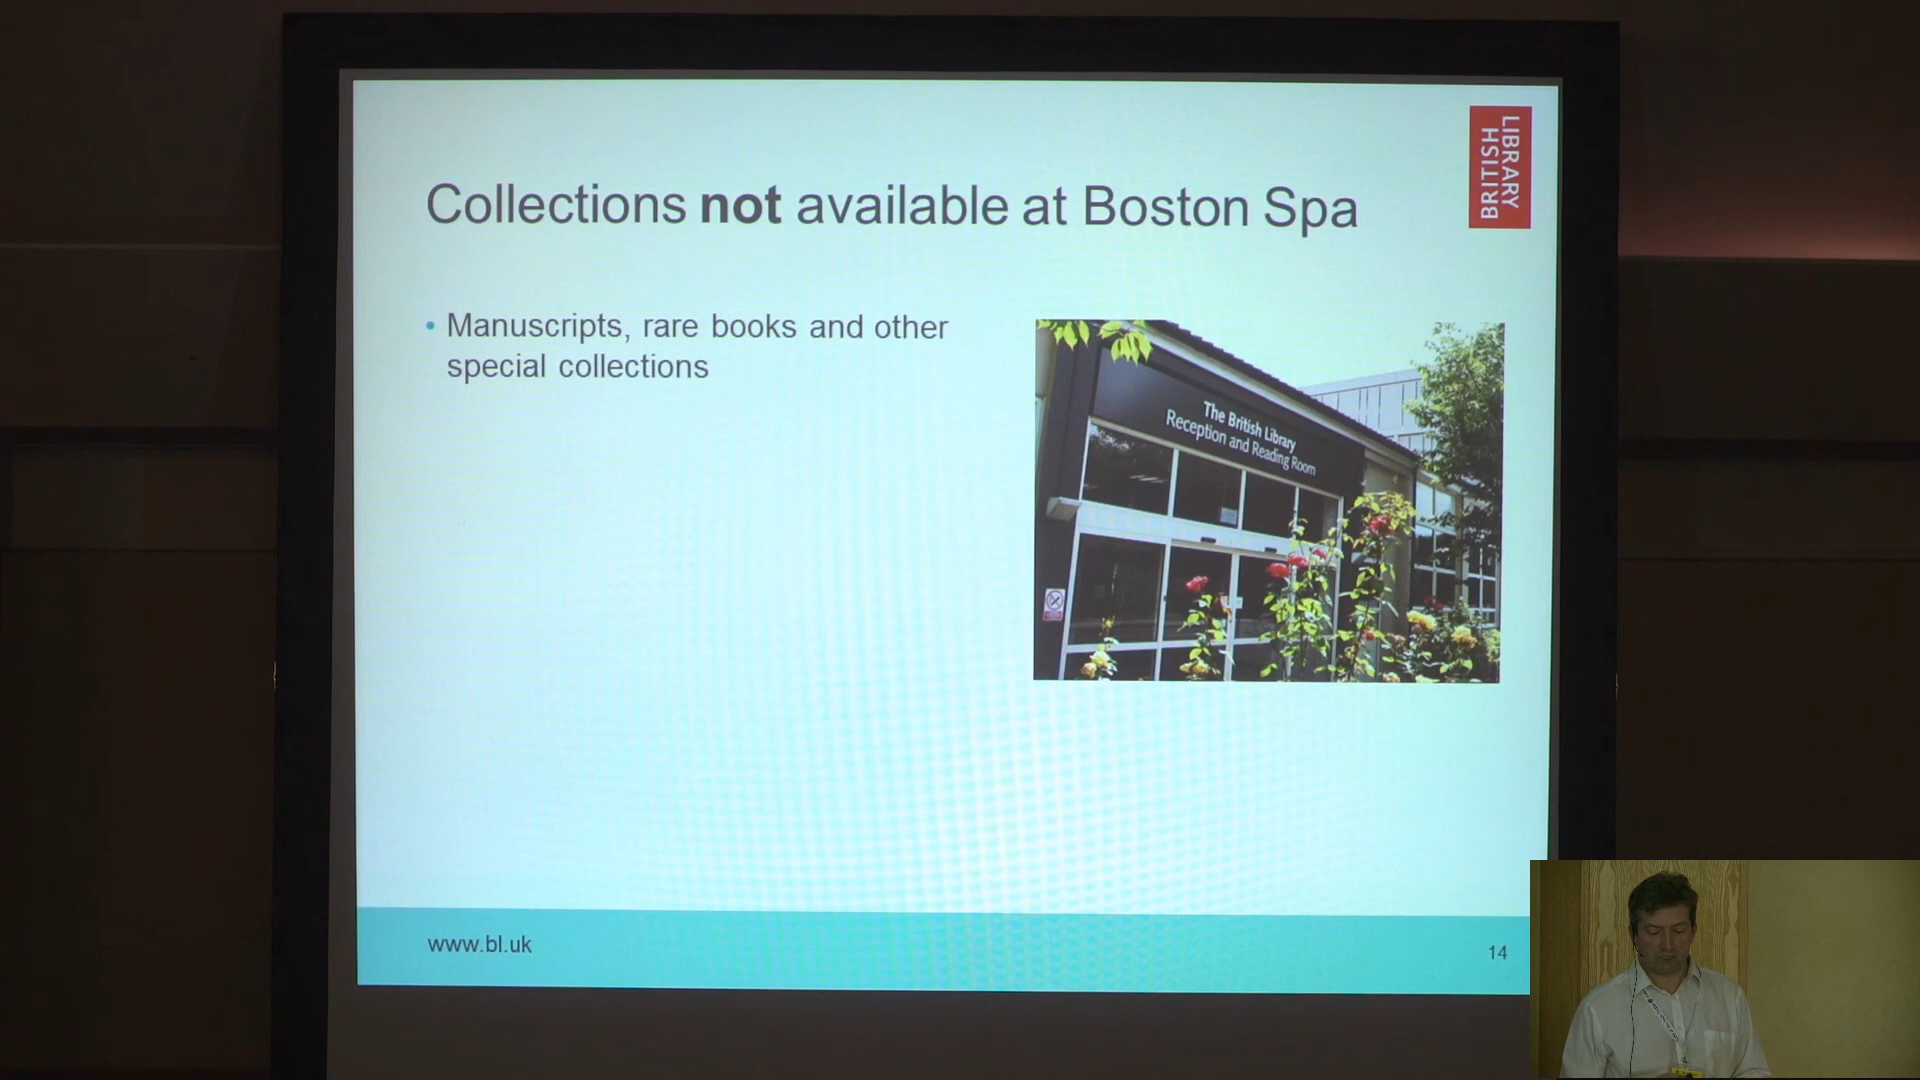 Collections not available at Boston Spa
LIBRARY
BRITISH
• Manuscripts, rare books and other
special collections
The British Library
Reception and Reading Room
www.bl.uk
14